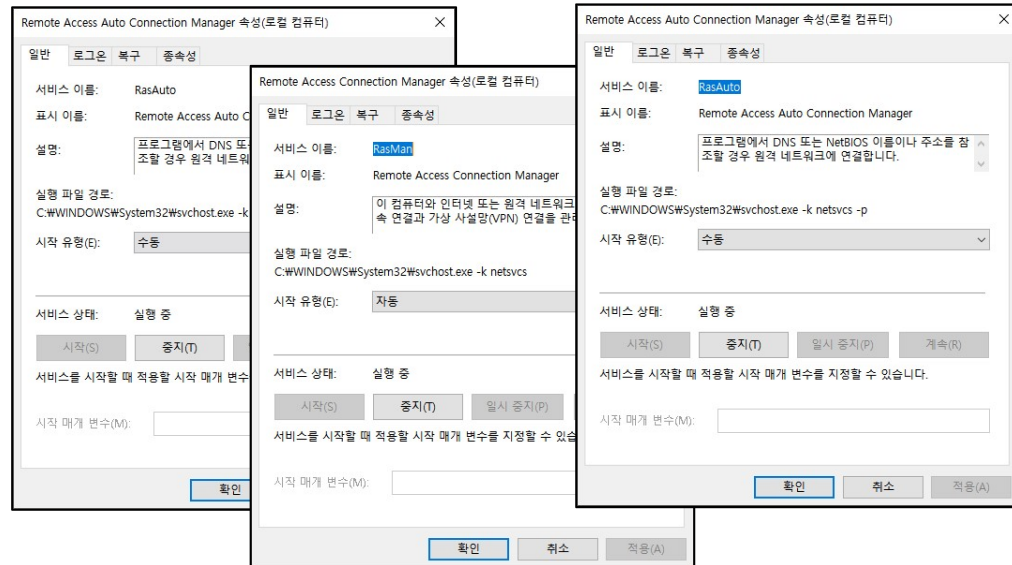 Remote Access Auto Connection Manager 속성(로컬 컴퓨터)
일반 로그온 복구 종속성
서비스 이름: RasAuto
표시 이름: Remote Access Auto C
설명: 프로그램에서 DNS 또는
조할 경우 원격 네트워
실행 파일 경로:
C:₩WINDOWS₩System32₩svchost.exe -k
시작 유형(E): 수동
서비스 상태: 실행 중
시작(S) 중지(T)
서비스를 시작할 때 적용할 시작 매개 변수
시작 매개 변수(M):
확인
Remote Access Connection Manager 속성(로컬 컴퓨터)
일반 로그온 복구 종속성
서비스 이름: RasMan
표시 이름: Remote Access Connection Manager
설명: 이 컴퓨터와 인터넷 또는 원격 네트워크
속 연결과 가상 사설망(VPN) 연결을 관리
실행 파일 경로:
C:₩WINDOWS₩System32₩svchost.exe -k netsvcs
시작 유형(E): 자동
서비스 상태: 실행 중
시작(S) 중지(T) 일시 중지(P)
서비스를 시작할 때 적용할 시작 매개 변수를 지정할 수 있습
시작 매개 변수(M):
확인 취소 적용(A)
Remote Access Auto Connection Manager 속성(로컬 컴퓨터)
일반 로그온 복구 종속성
서비스 이름: RasAuto
표시 이름: Remote Access Auto Connection Manager
설명: 프로그램에서 DNS 또는 NetBIOS 이름이나 주소를 참
조할 경우 원격 네트워크에 연결합니다.
실행 파일 경로:
C:₩WINDOWS₩System32₩svchost.exe -k netsvcs -p
시작 유형(E): 수동
서비스 상태: 실행 중
시작(S) 중지(T) 일시 중지(P) 계속(R)
서비스를 시작할 때 적용할 시작 매개 변수를 지정할 수 있습니다.
시작 매개 변수(M):
확인 취소 적용(A)